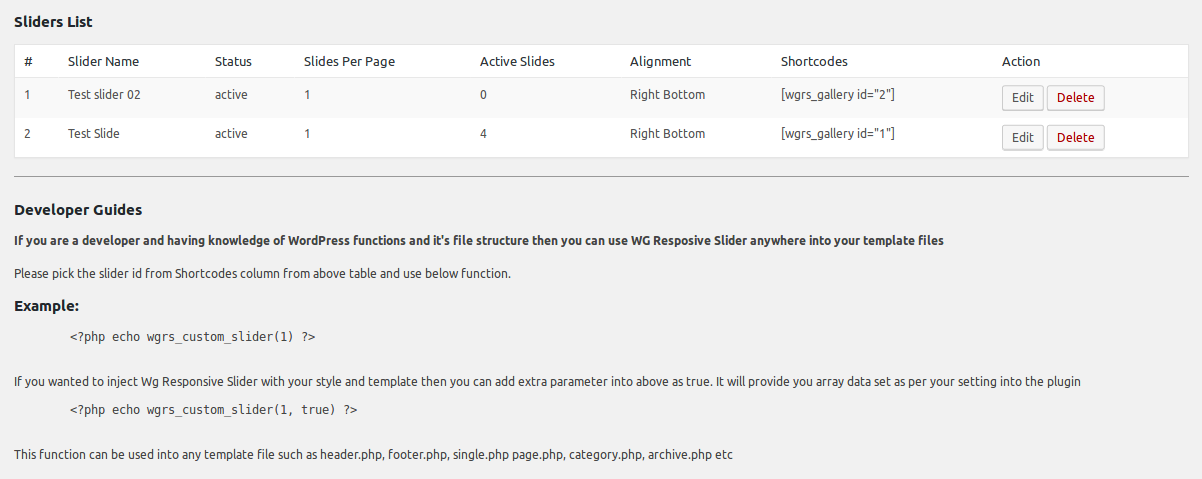 Sliders List
# Slider Name Status Slides Per Page Active Slides Alignment Shortcodes Action
1 Test slider 02 active 1 0 Right Bottom [wgrs_gallery id="2"] Edit Delete
2 Test Slide active 1 4 Right Bottom [wgrs_gallery id="1"] Edit Delete
Developer Guides
If you are a developer and having knowledge of WordPress functions and it's file structure then you can use WG Resposive Slider anywhere into your template files
Please pick the slider id from Shortcodes column from above table and use below function.
Example:
<?php echo wgrs_custom_slider(1) ?>
If you wanted to inject Wg Responsive Slider with your style and template then you can add extra parameter into above as true. It will provide you array data set as per your setting into the plugin
<?php echo wgrs_custom_slider(1, true) ?>
This function can be used into any template file such as header.php, footer.php, single.php page.php, category.php, archive.php etc